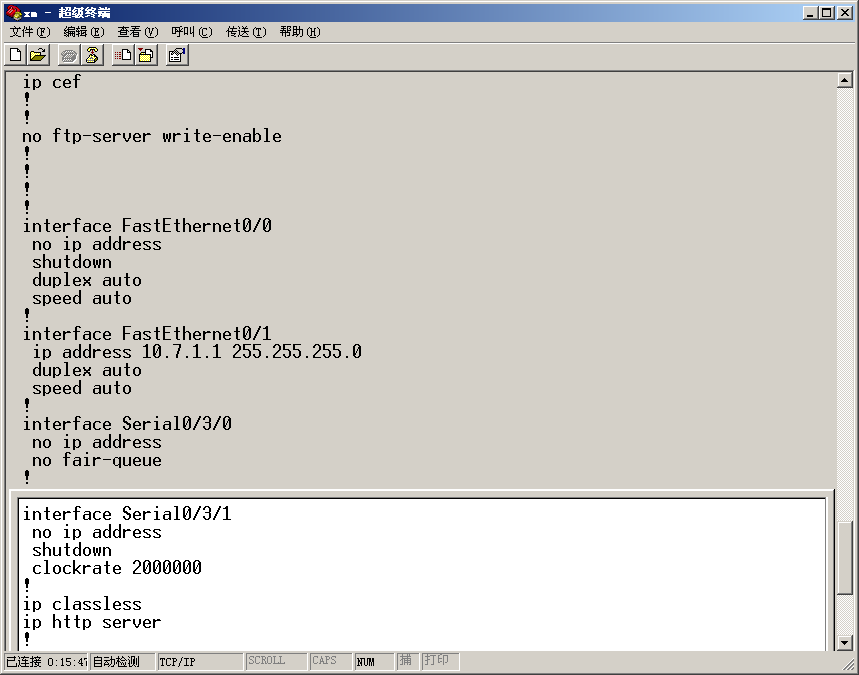 zm - 超级终端
文件(F) 编辑(E) 查看(V) 呼叫(C) 传送(T) 帮助(H)
ip cef
!
!
no ftp-server write-enable
!
!
!
!
interface FastEthernet0/0
no ip address
shutdown
duplex auto
speed auto
!
interface FastEthernet0/1
ip address 10.7.1.1 255.255.255.0
duplex auto
speed auto
!
interface Serial0/3/0
no ip address
no fair-queue
!
interface Serial0/3/1
no ip address
shutdown
clockrate 2000000
!
ip classless
ip http server
!
已连接 0:15:47 自动检测 TCP/IP SCROLL CAPS NUM 捕 打印